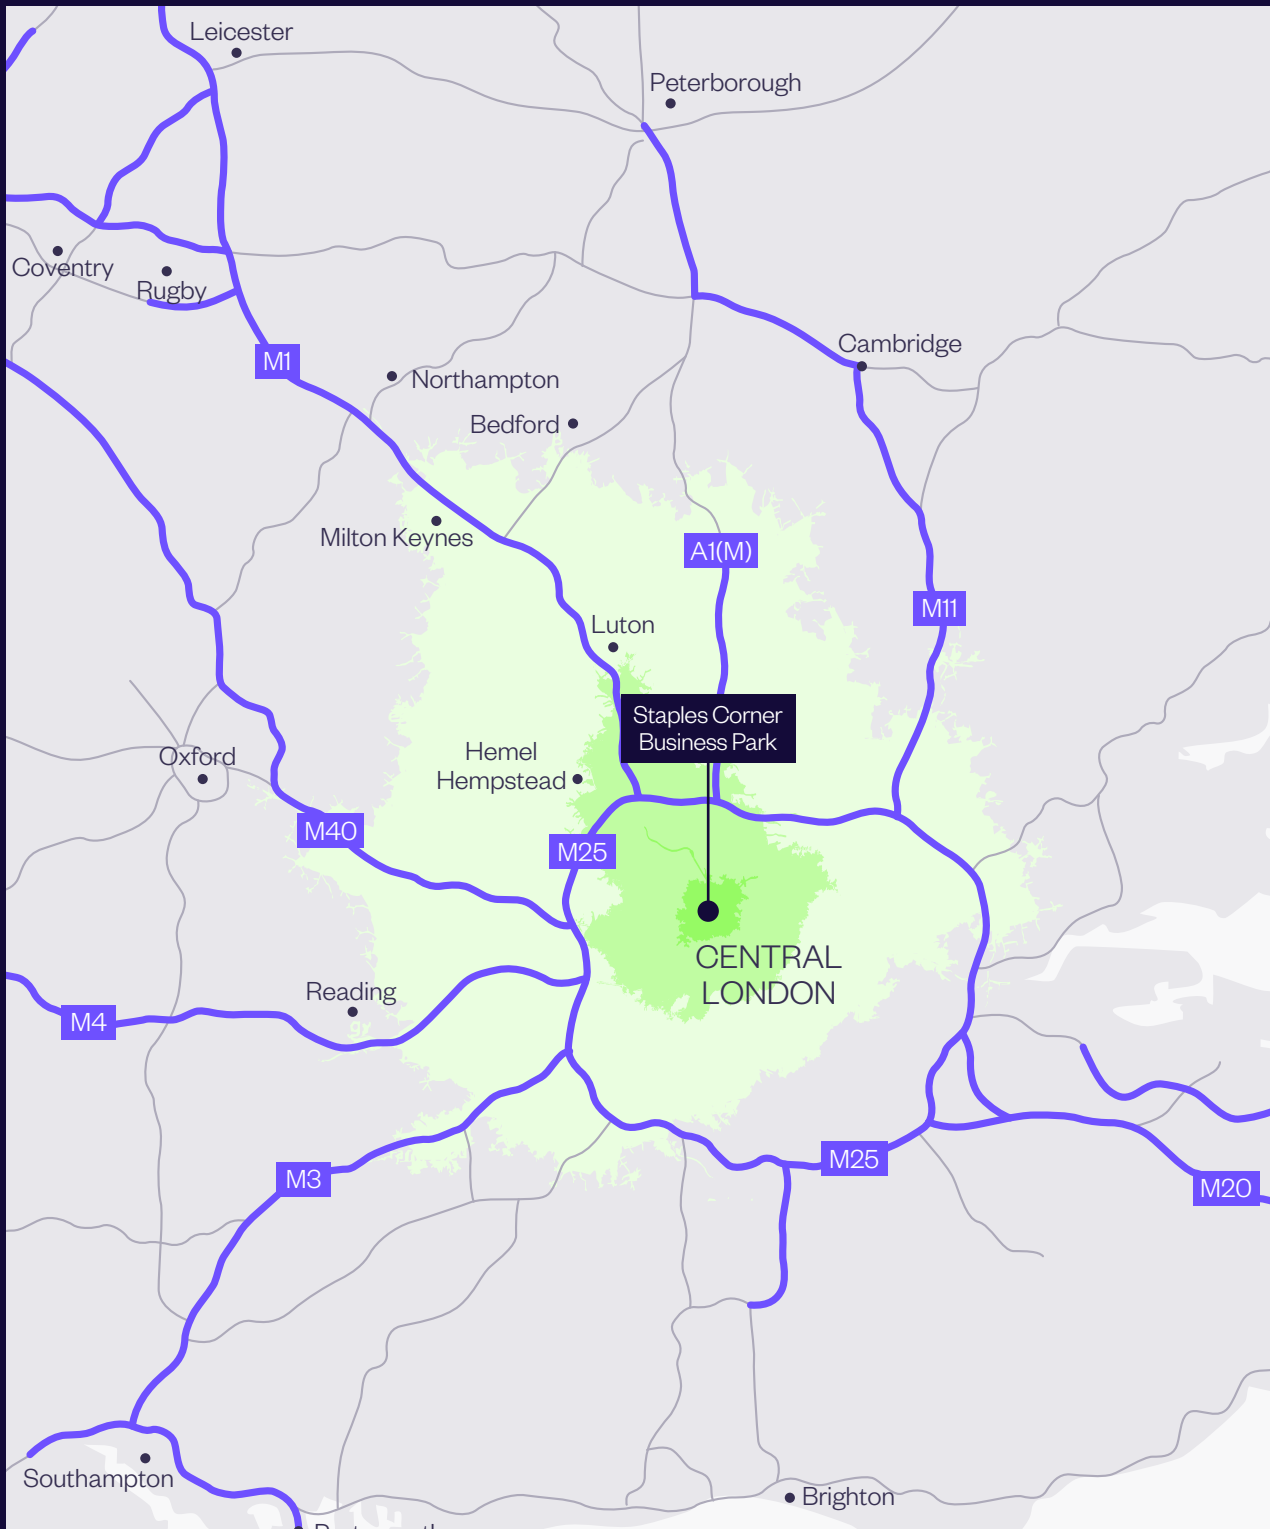 Leicester
Peterborough
Coventry
Rugby
M1
Cambridge
Northampton
Bedford
Milton Keynes
A1(M)
M11
Luton
Staples Corner
Business Park
Hemel
Hempstead
Oxford
M40
M25
CENTRAL
LONDON
Reading
M4
M25
M3
M20
Southampton
Brighton